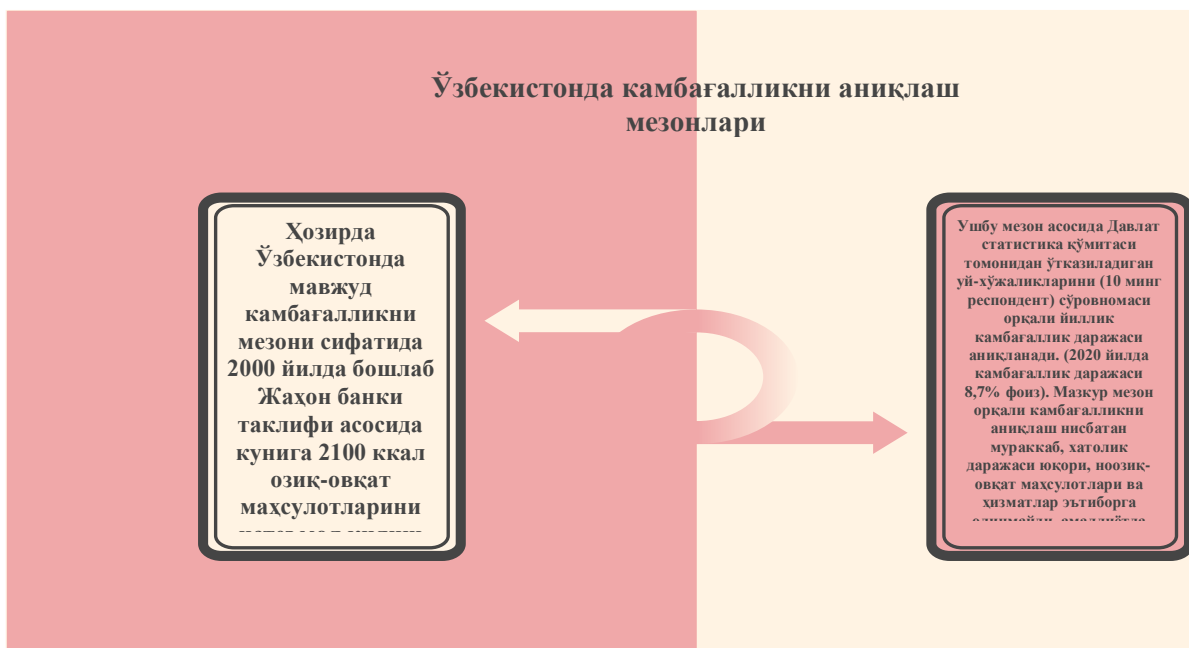 Ўзбекистонда камбағалликни аниқлаш
мезонлари
Ҳозирда
Ўзбекистонда
мавжуд
камбағалликни
мезони сифатида
2000 йилда бошлаб
Жаҳон банки
таклифи асосида
кунига 2100 ккал
озиқ-овқат
маҳсулотларини
Ушбу мезон асосида Давлат
статистика қўмитаси
томонидан ўтказиладиган
уй-хўжаликларини (10 минг
респондент) сўровномаси
орқали йиллик
камбағаллик даражаси
аниқланади. (2020 йилда
камбағаллик даражаси
8,7% фоиз). Мазкур мезон
орқали камбағалликни
аниқлаш нисбатан
мураккаб, хатолик
даражаси юқори, ноозиқ-
овқат маҳсулотлари ва
ҳизматлар эътиборга